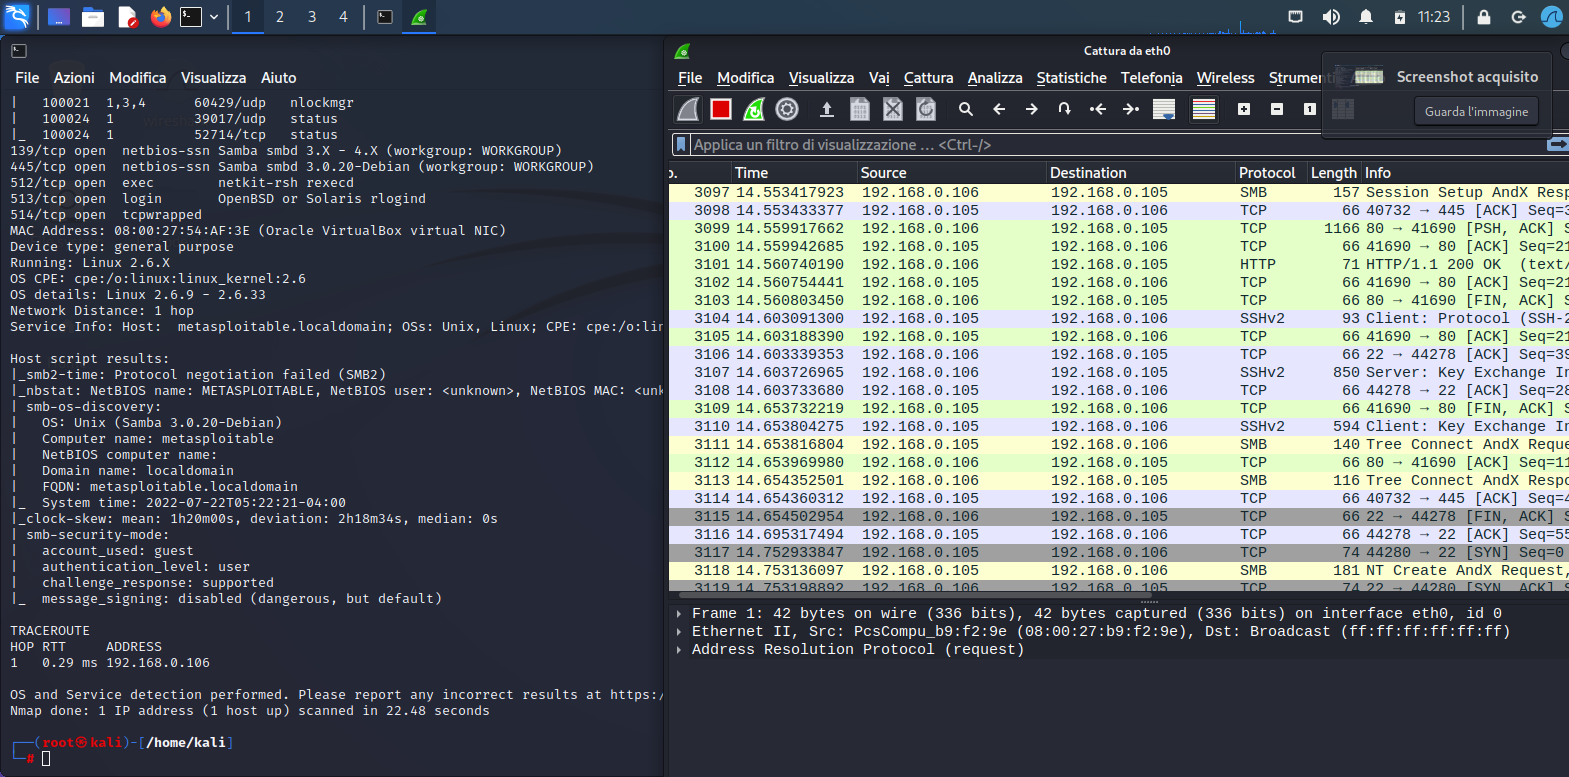 1 2 3 4
11:23
File Azioni Modifica Visualizza Aiuto
| 100021 1,3,4 60429/udp nlockmgr
| 100024 1 39017/udp status
|_ 100024 1 52714/tcp status
139/tcp open netbios-ssn Samba smbd 3.X - 4.X (workgroup: WORKGROUP)
445/tcp open netbios-ssn Samba smbd 3.0.20-Debian (workgroup: WORKGROUP)
512/tcp open exec netkit-rsh rexecd
513/tcp open login OpenBSD or Solaris rlogind
514/tcp open tcpwrapped
MAC Address: 08:00:27:54:AF:3E (Oracle VirtualBox virtual NIC)
Device type: general purpose
Running: Linux 2.6.X
OS CPE: cpe:/o:linux:linux_kernel:2.6
OS details: Linux 2.6.9 - 2.6.33
Network Distance: 1 hop
Service Info: Host: metasploitable.localdomain; OSs: Unix, Linux; CPE: cpe:/o:lin
Host script results:
|_smb2-time: Protocol negotiation failed (SMB2)
|_nbstat: NetBIOS name: METASPLOITABLE, NetBIOS user: <unknown>, NetBIOS MAC: <unk
| smb-os-discovery:
| OS: Unix (Samba 3.0.20-Debian)
| Computer name: metasploitable
| NetBIOS computer name:
| Domain name: localdomain
| FQDN: metasploitable.localdomain
|_ System time: 2022-07-22T05:22:21-04:00
|_clock-skew: mean: 1h20m00s, deviation: 2h18m34s, median: 0s
| smb-security-mode:
| account_used: guest
| authentication_level: user
| challenge_response: supported
|_ message_signing: disabled (dangerous, but default)
TRACEROUTE
HOP RTT ADDRESS
1 0.29 ms 192.168.0.106
OS and Service detection performed. Please report any incorrect results at https:/
Nmap done: 1 IP address (1 host up) scanned in 22.48 seconds
(root㉿kali)-[/home/kali]
#
Cattura da eth0
File Modifica Visualizza Vai Cattura Analizza Statistiche Telefonia Wireless Strumenti Aiuto
Screenshot acquisito
Guarda l'immagine
Applica un filtro di visualizzazione … <Ctrl-/>
o. Time Source Destination Protocol Length Info
3097 14.553417923 192.168.0.106 192.168.0.105 SMB 157 Session Setup AndX Resp
3098 14.553433377 192.168.0.105 192.168.0.106 TCP 66 40732 → 445 [ACK] Seq=3
3099 14.559917662 192.168.0.106 192.168.0.105 TCP 1166 80 → 41690 [PSH, ACK] S
3100 14.559942685 192.168.0.105 192.168.0.106 TCP 66 41690 → 80 [ACK] Seq=21
3101 14.560740190 192.168.0.106 192.168.0.105 HTTP 71 HTTP/1.1 200 OK (text/
3102 14.560754441 192.168.0.105 192.168.0.106 TCP 66 41690 → 80 [ACK] Seq=21
3103 14.560803450 192.168.0.106 192.168.0.105 TCP 66 80 → 41690 [FIN, ACK] S
3104 14.603091300 192.168.0.105 192.168.0.106 SSHv2 93 Client: Protocol (SSH-2
3105 14.603188390 192.168.0.105 192.168.0.106 TCP 66 41690 → 80 [ACK] Seq=21
3106 14.603339353 192.168.0.106 192.168.0.105 TCP 66 22 → 44278 [ACK] Seq=39
3107 14.603726965 192.168.0.106 192.168.0.105 SSHv2 850 Server: Key Exchange In
3108 14.603733680 192.168.0.105 192.168.0.106 TCP 66 44278 → 22 [ACK] Seq=28
3109 14.653732219 192.168.0.105 192.168.0.106 TCP 66 41690 → 80 [FIN, ACK] S
3110 14.653804275 192.168.0.105 192.168.0.106 SSHv2 594 Client: Key Exchange In
3111 14.653816804 192.168.0.105 192.168.0.106 SMB 140 Tree Connect AndX Reque
3112 14.653969980 192.168.0.106 192.168.0.105 TCP 66 80 → 41690 [ACK] Seq=11
3113 14.654352501 192.168.0.106 192.168.0.105 SMB 116 Tree Connect AndX Respo
3114 14.654360312 192.168.0.105 192.168.0.106 TCP 66 40732 → 445 [ACK] Seq=4
3115 14.654502954 192.168.0.106 192.168.0.105 TCP 66 22 → 44278 [FIN, ACK] S
3116 14.695317494 192.168.0.105 192.168.0.106 TCP 66 44278 → 22 [ACK] Seq=55
3117 14.752933847 192.168.0.105 192.168.0.106 TCP 74 44280 → 22 [SYN] Seq=0
3118 14.753136097 192.168.0.105 192.168.0.106 SMB 181 NT Create AndX Request,
3119 14.753198892 192.168.0.106 192.168.0.105 TCP 74 22 → 44280 [SYN, ACK] S
Frame 1: 42 bytes on wire (336 bits), 42 bytes captured (336 bits) on interface eth0, id 0
Ethernet II, Src: PcsCompu_b9:f2:9e (08:00:27:b9:f2:9e), Dst: Broadcast (ff:ff:ff:ff:ff:ff)
Address Resolution Protocol (request)